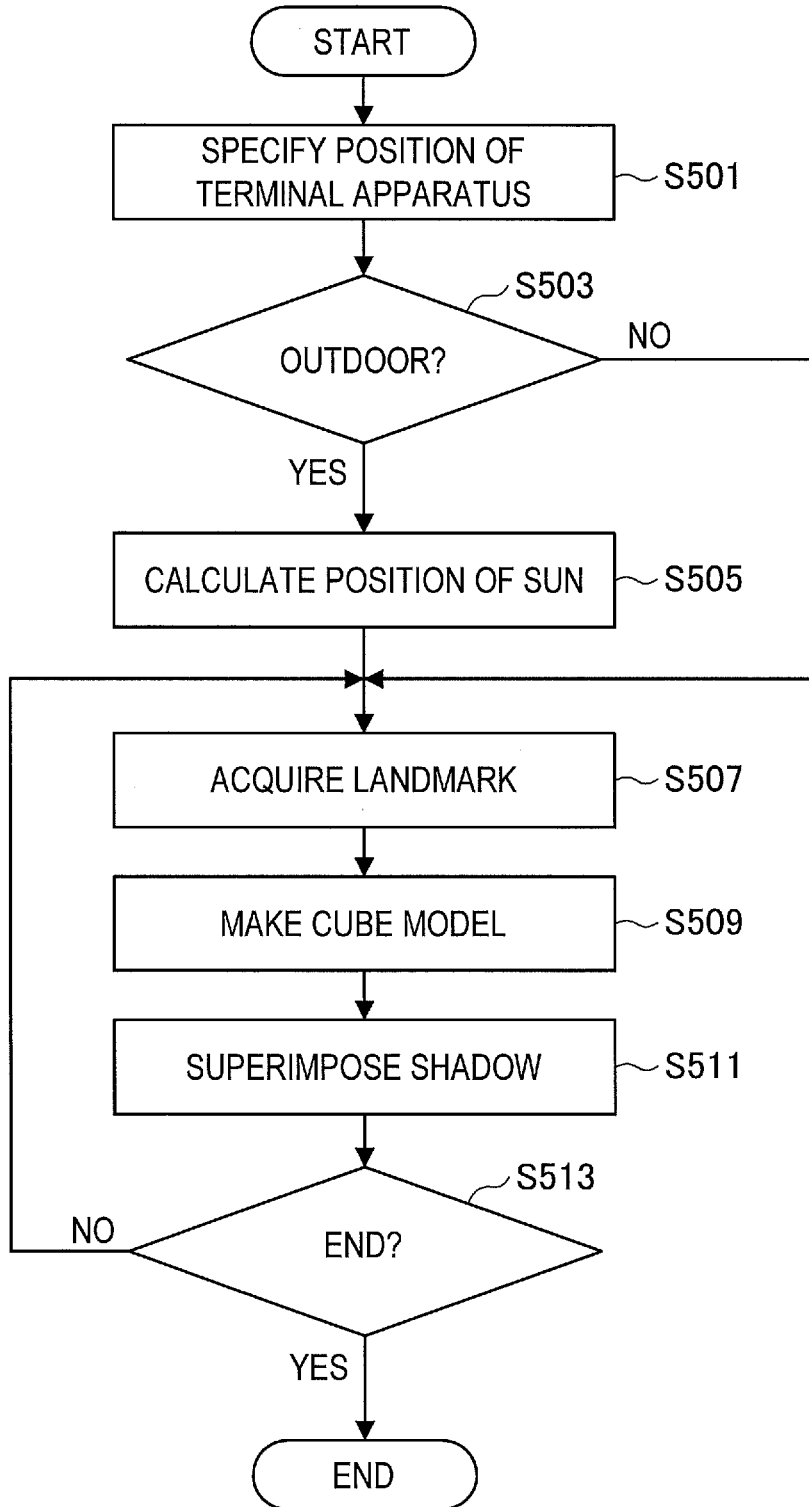 START
SPECIFY POSITION OF
TERMINAL APPARATUS
S501
S503
OUTDOOR?
NO
YES
CALCULATE POSITION OF SUN
S505
ACQUIRE LANDMARK
S507
MAKE CUBE MODEL
S509
SUPERIMPOSE SHADOW
S511
S513
NO
END?
YES
END